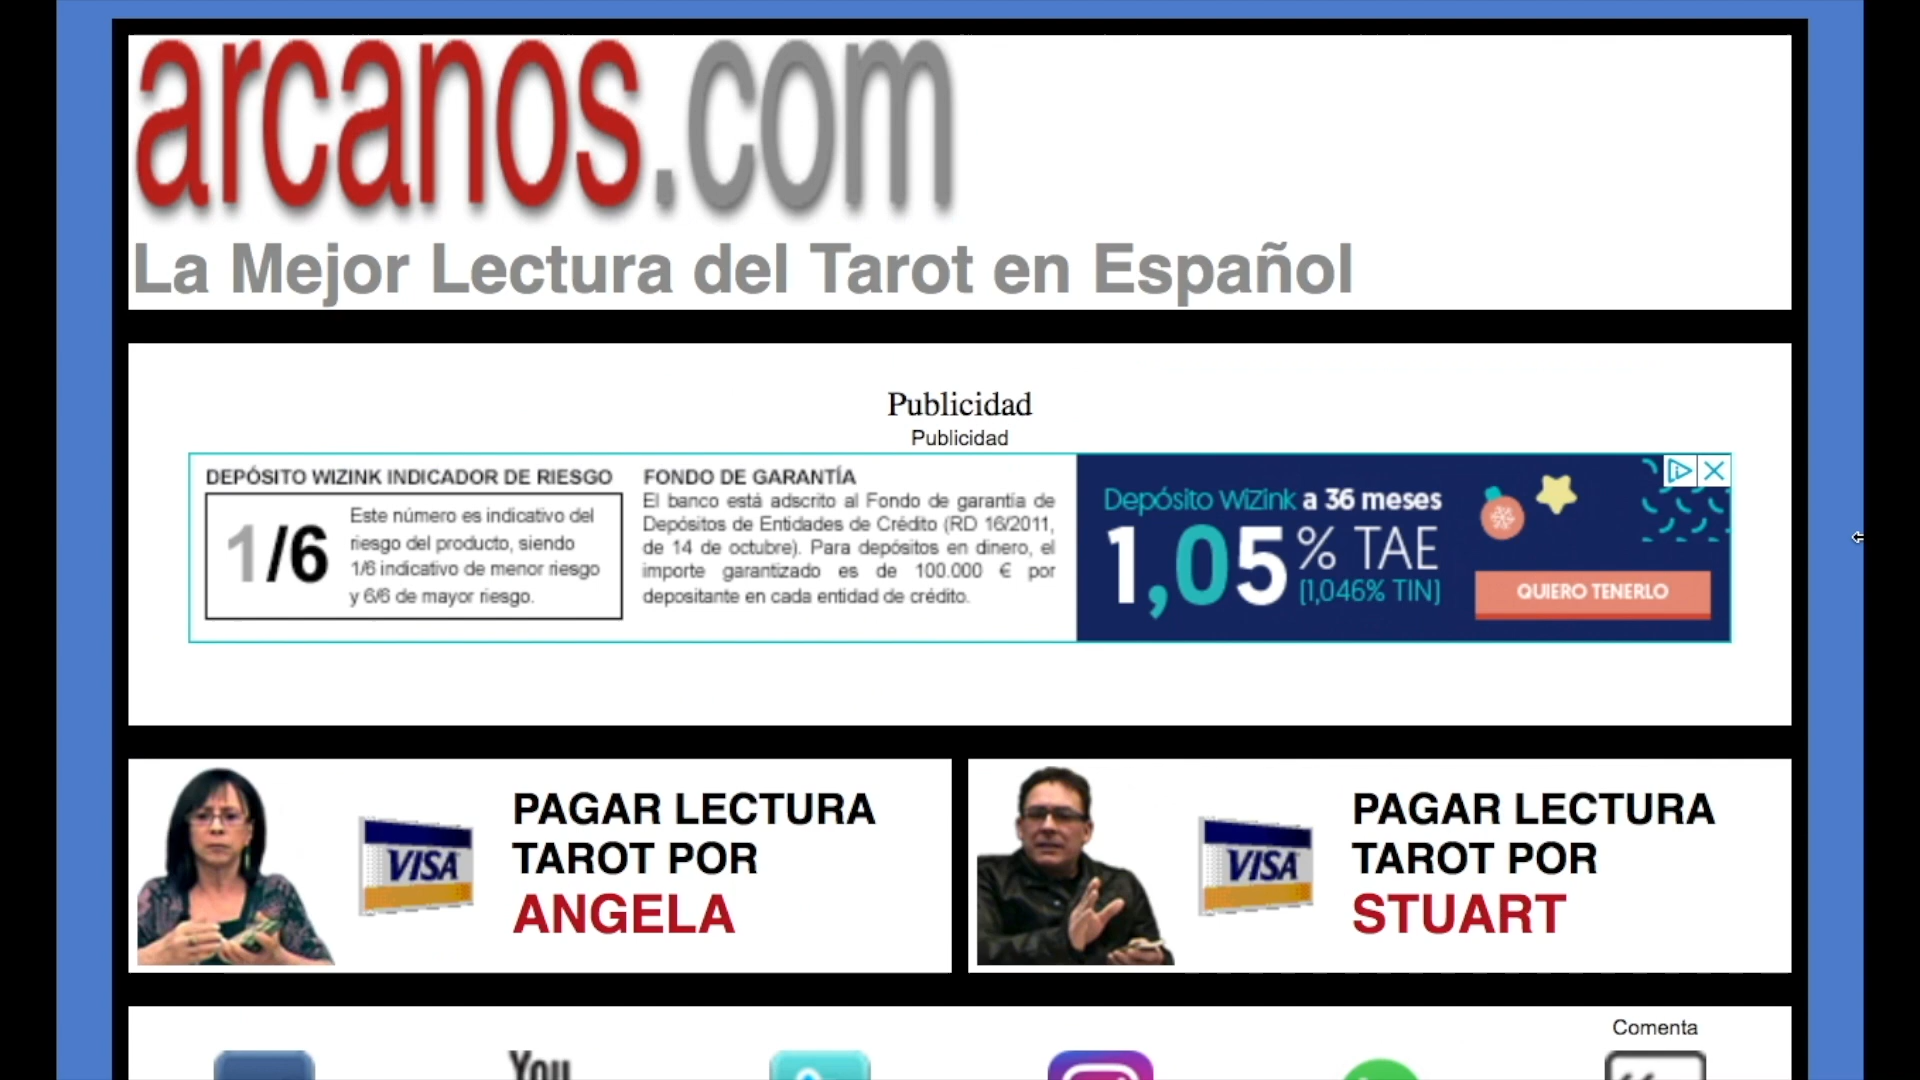 arcanos.com
La Mejor Lectura del Tarot en Español
Publicidad
Publicidad
DEPÓSITO WIZINK INDICADOR DE RIESGO
1/6
Este número es indicativo del
riesgo del producto, siendo
1/6 indicativo de menor riesgo
y 6/6 de mayor riesgo.
FONDO DE GARANTÍA
El banco está adscrito al Fondo de garantía de
Depósitos de Entidades de Crédito (RD 16/2011,
de 14 de octubre). Para depósitos en dinero, el
importe garantizado es de 100.000 € por
depositante en cada entidad de crédito.
Depósito WiZink a 36 meses
1,05 % TAE
(1,046% TIN)
QUIERO TENERLO
VISA
PAGAR LECTURA
TAROT POR
ANGELA
VISA
PAGAR LECTURA
TAROT POR
STUART
Comenta
You